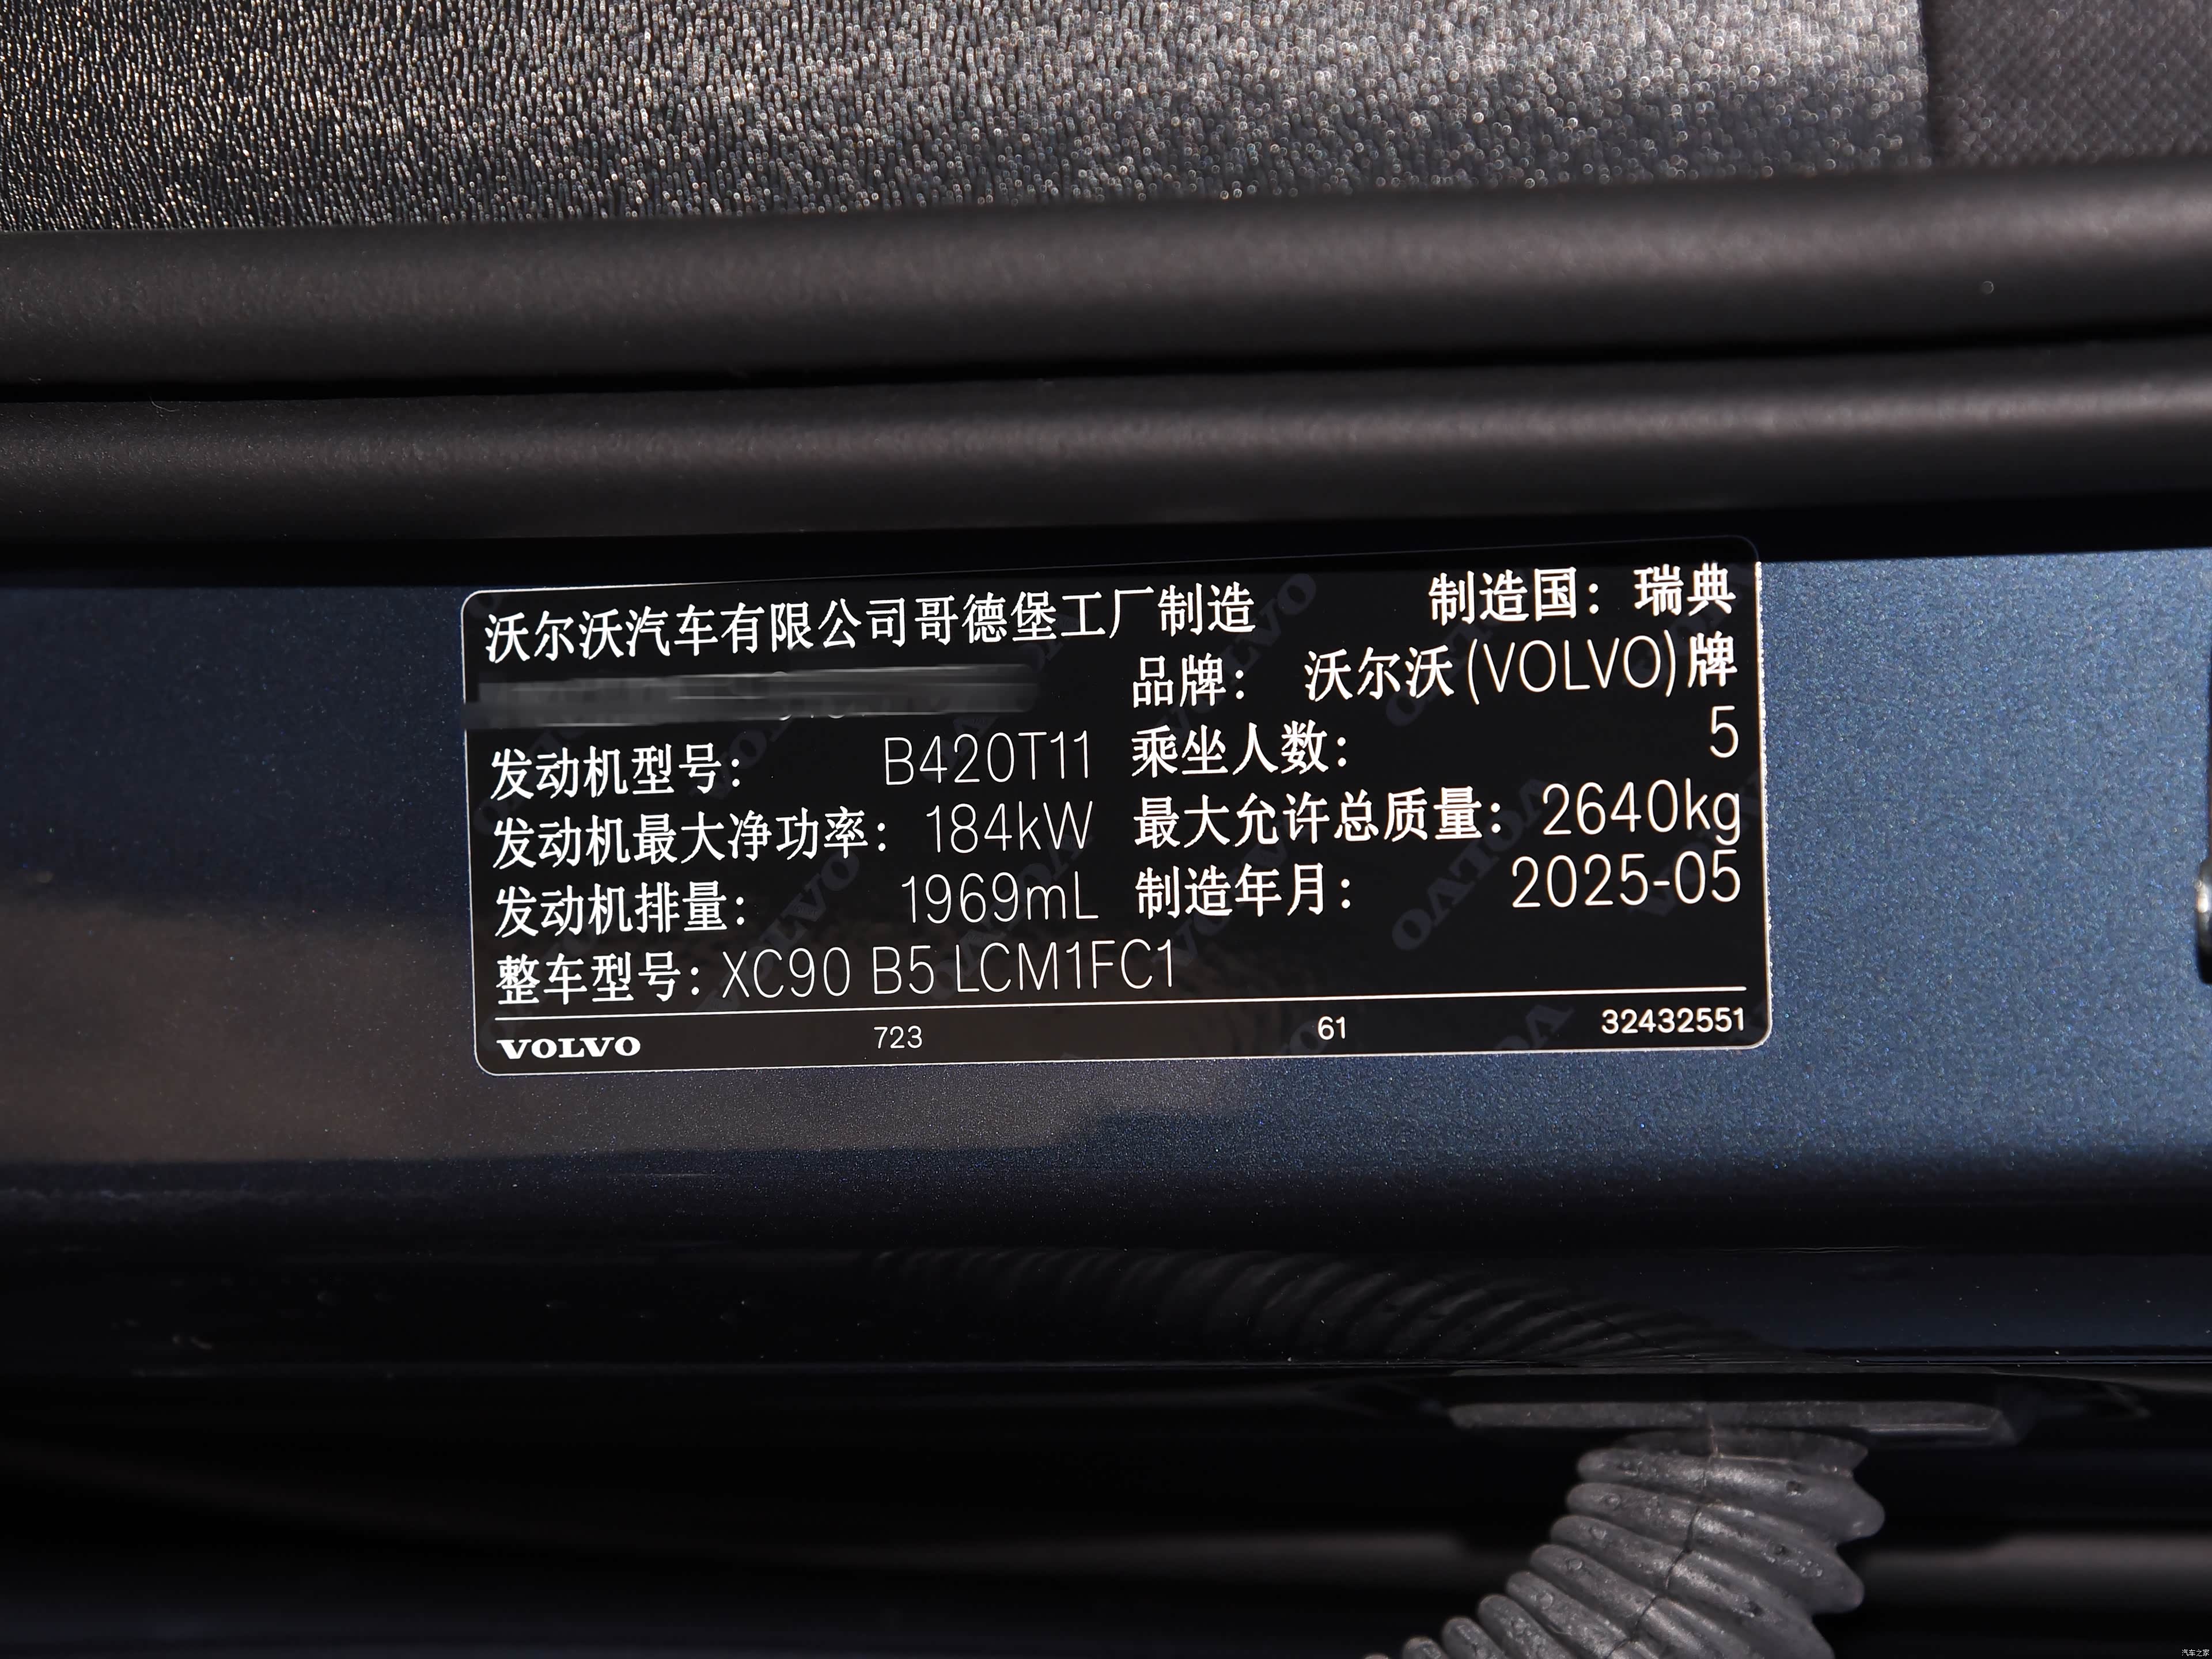 沃尔沃汽车有限公司哥德堡工厂制造 制造国：瑞典
品牌： 沃尔沃(VOLVO)牌
发动机型号： B420T11 乘坐人数： 5
发动机最大净功率： 184kW 最大允许总质量： 2640kg
发动机排量： 1969mL 制造年月： 2025-05
整车型号： XC90 B5 LCM1FC1
VOLVO 723 61 32432551
汽车之家